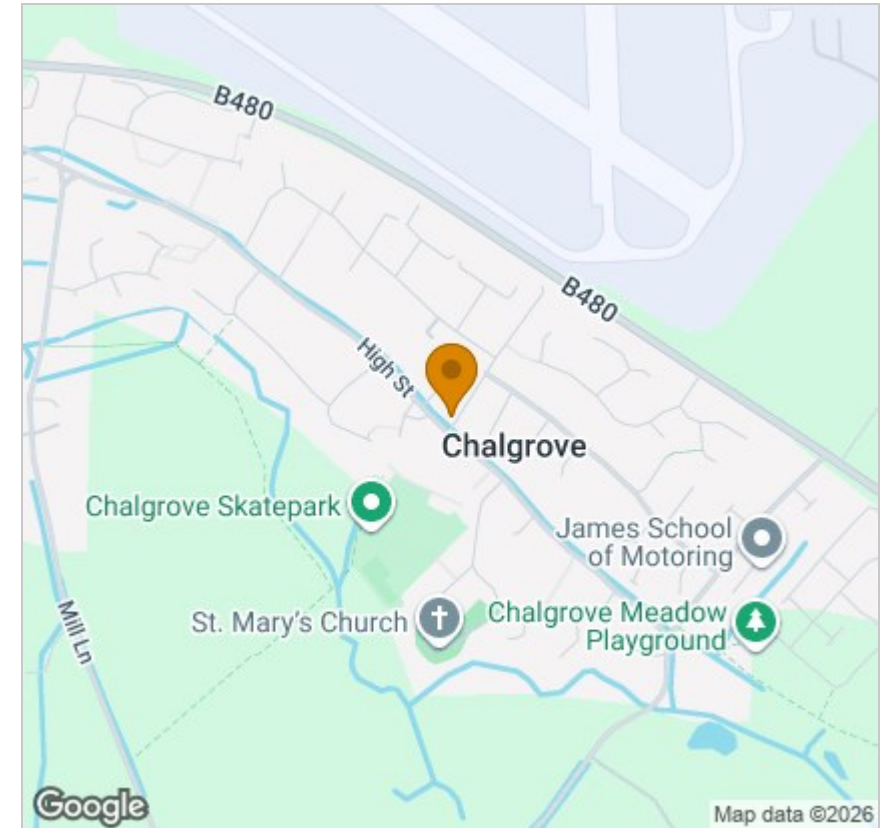 B480
B480
High St
Chalgrove
Chalgrove Skatepark
James School
of Motoring
St. Mary's Church
Chalgrove Meadow
Playground
Mill Ln
Google
Map data ©2026